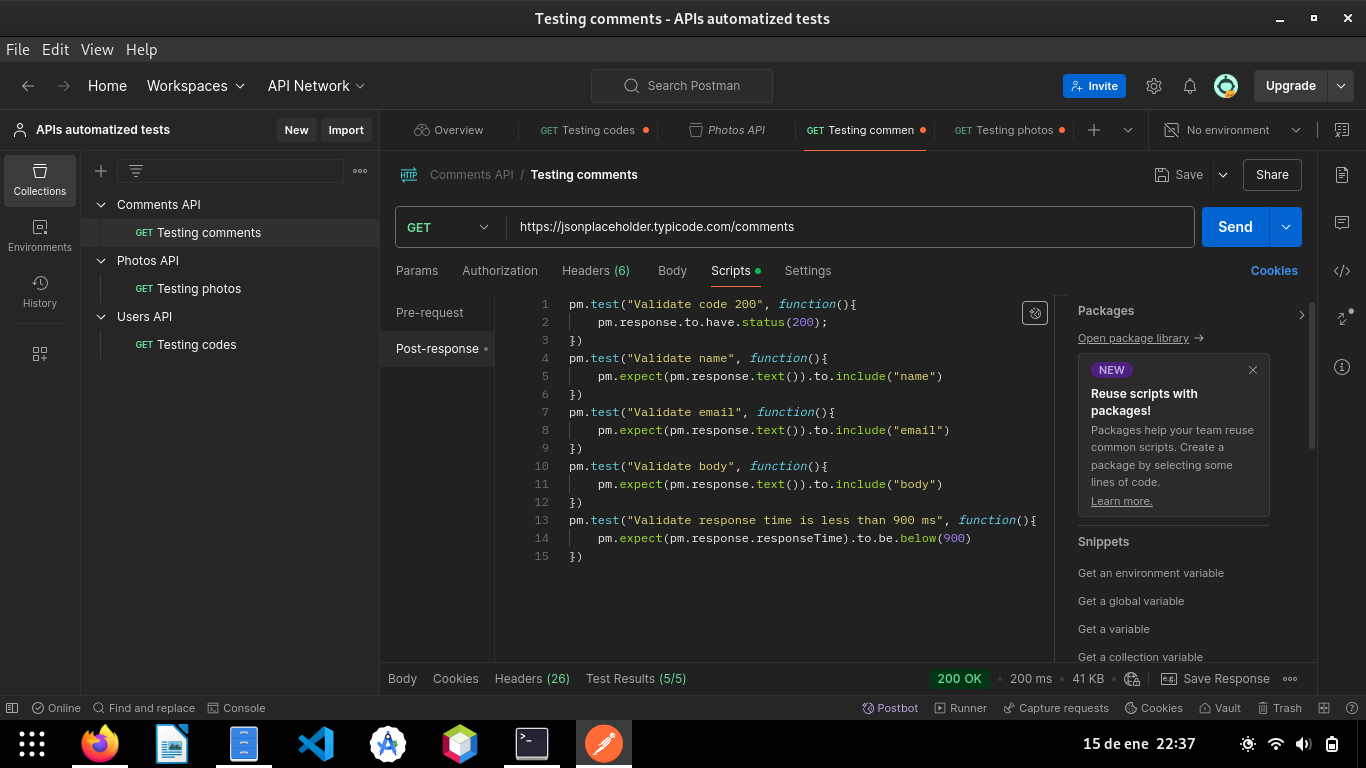 Testing comments - APIs automatized tests
File Edit View Help
Home Workspaces API Network Search Postman Invite Upgrade
APIs automatized tests New Import
Overview GET Testing codes Photos API GET Testing commen GET Testing photos No environment
Collections
Environments
History
Comments API
GET Testing comments
Photos API
GET Testing photos
Users API
GET Testing codes
HTTP Comments API / Testing comments Save Share
GET https://jsonplaceholder.typicode.com/comments Send
Params Authorization Headers (6) Body Scripts Settings Cookies
Pre-request
Post-response
1 pm.test("Validate code 200", function(){
2 pm.response.to.have.status(200);
3 })
4 pm.test("Validate name", function(){
5 pm.expect(pm.response.text()).to.include("name")
6 })
7 pm.test("Validate email", function(){
8 pm.expect(pm.response.text()).to.include("email")
9 })
10 pm.test("Validate body", function(){
11 pm.expect(pm.response.text()).to.include("body")
12 })
13 pm.test("Validate response time is less than 900 ms", function(){
14 pm.expect(pm.response.responseTime).to.be.below(900)
15 })
Packages
Open package library →
NEW
Reuse scripts with
packages!
Packages help your team reuse
common scripts. Create a
package by selecting some
lines of code.
Learn more.
Snippets
Get an environment variable
Get a global variable
Get a variable
Get a collection variable
Body Cookies Headers (26) Test Results (5/5) 200 OK 200 ms 41 KB e.g. Save Response
Online Find and replace Console Postbot Runner Capture requests Cookies Vault Trash
15 de ene 22:37